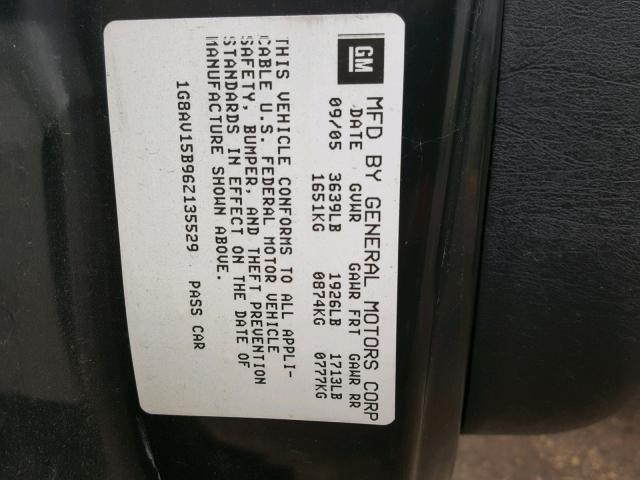 GM
MFD BY GENERAL MOTORS CORP
DATE GVWR GAWR FRT GAWR RR
09/05 3639LB 1926LB 1713LB
1651KG 0874KG 0777KG
THIS VEHICLE CONFORMS TO ALL APPLI-
CABLE U.S. FEDERAL MOTOR VEHICLE
SAFETY, BUMPER, AND THEFT PREVENTION
STANDARDS IN EFFECT ON THE DATE OF
MANUFACTURE SHOWN ABOVE.
1G8AV15B96Z135529 PASS CAR